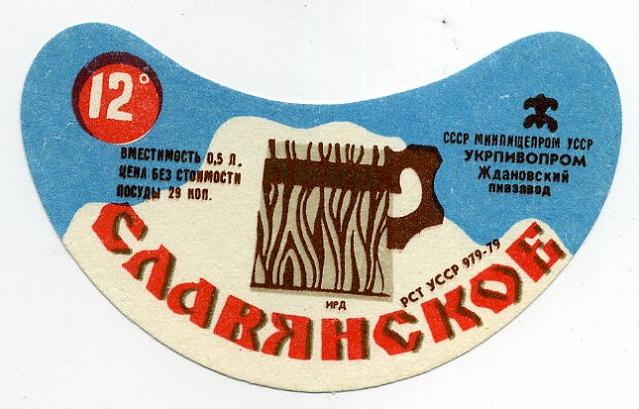 12°
ВМЕСТИМОСТЬ 0,5 Л.
ЦЕНА БЕЗ СТОИМОСТИ
ПОСУДЫ 29 КОП.
СССР МИНПИЩЕПРОМ УССР
УКРПИВОПРОМ
Ждановский
пивзавод
РСТ УССР 979-79
ИРД
СЛАВЯНСКОЕ